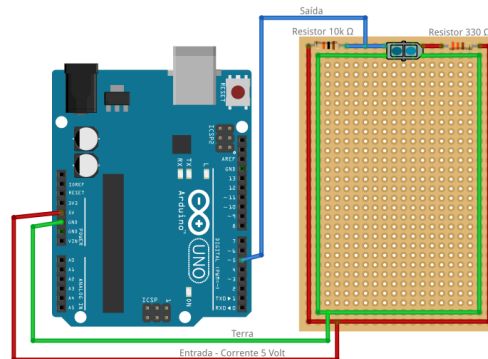 Saída
Resistor 10k Ω
Resistor 330 Ω
RESET
ICSP2
AREF
GND
13
12
~11
~10
~9
8
L
TX
RX
IOREF
RESET
3V3
5V
GND
GND
VIN
POWER
Arduino
UNO
ON
7
~6
~5
4
~3
2
TXD▸1
RXD◂0
DIGITAL (PWM=~)
A0
A1
A2
A3
A4
A5
ANALOG IN
ICSP
Terra
Entrada - Corrente 5 Volt